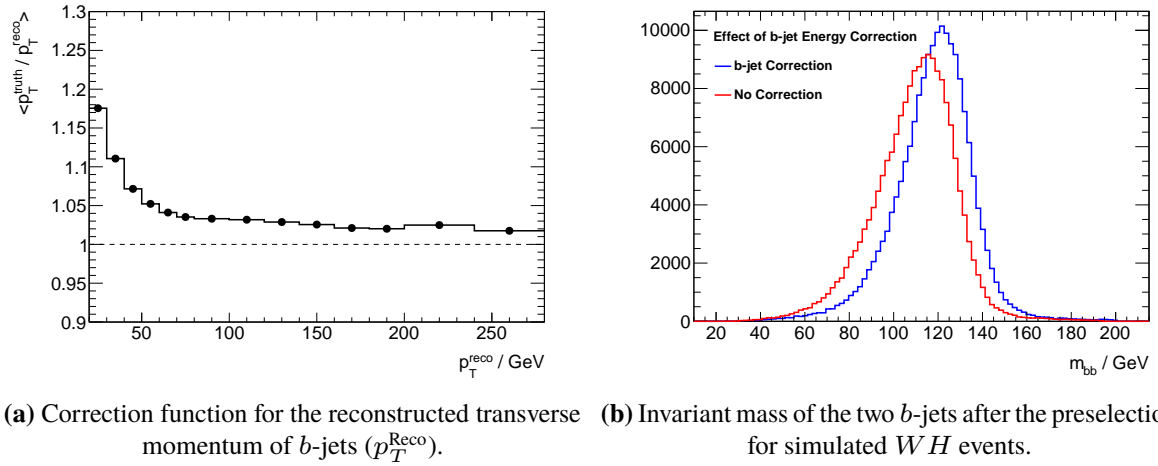 <p_T^truth / p_T^reco>
1.3
1.25
1.2
1.15
1.1
1.05
1
0.95
0.9
50 100 150 200 250
p_T^reco / GeV
10000
8000
6000
4000
2000
0
Effect of b-jet Energy Correction
b-jet Correction
No Correction
20 40 60 80 100 120 140 160 180 200
m_bb / GeV
(a) Correction function for the reconstructed transverse
momentum of b-jets (p_T^Reco).
(b) Invariant mass of the two b-jets after the preselectio
for simulated WH events.